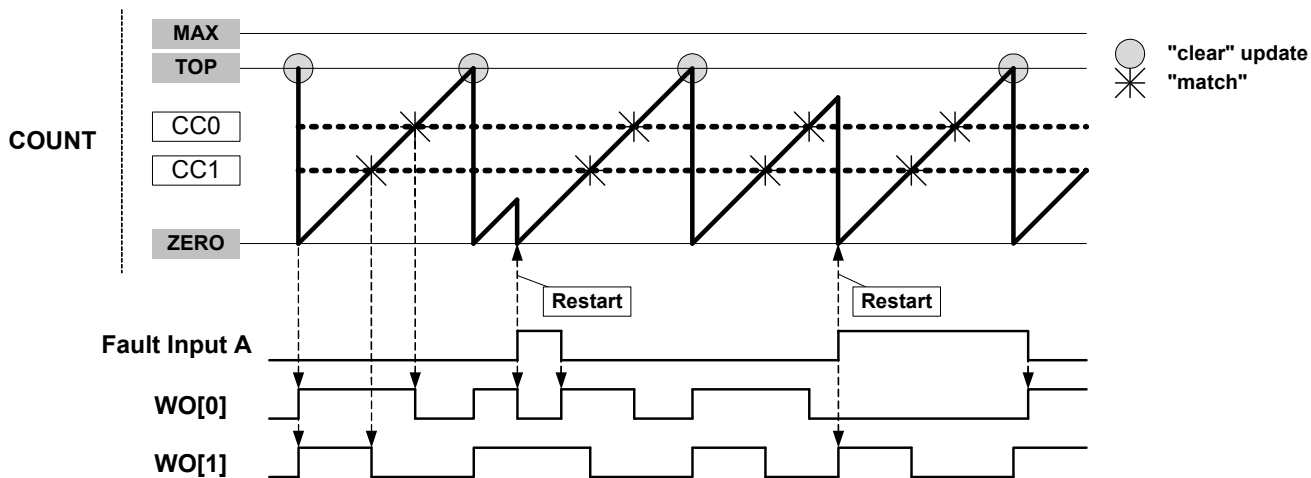 MAX
TOP
"clear" update
"match"
CC0
COUNT
CC1
ZERO
Restart
Restart
Fault Input A
WO[0]
WO[1]